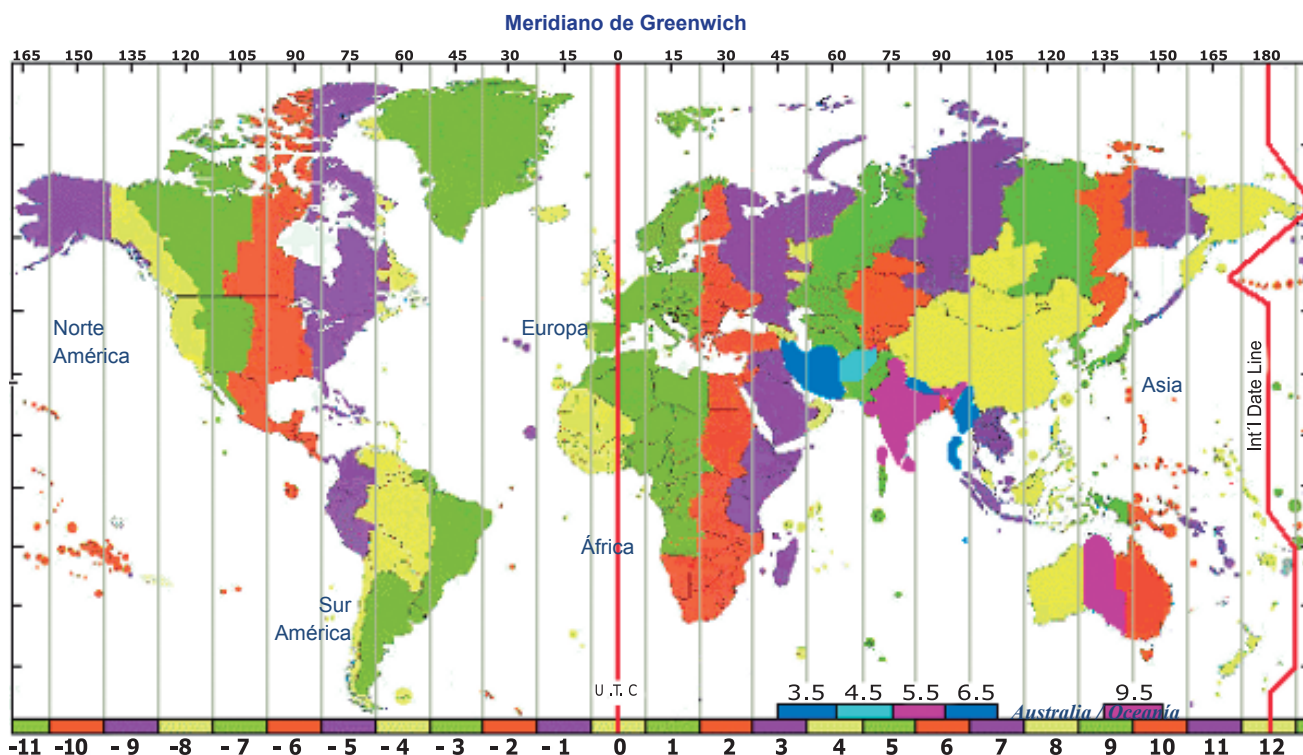 Meridiano de Greenwich
165 150 135 120 105 90 75 60 45 30 15 0 15 30 45 60 75 90 105 120 135 150 165 180
Norte
América
Europa
Asia
Int'l Date Line
África
Sur
América
U.T.C
3.5 4.5 5.5 6.5 9.5
Australia / Oceanía
-11 -10 -9 -8 -7 -6 -5 -4 -3 -2 -1 0 1 2 3 4 5 6 7 8 9 10 11 12